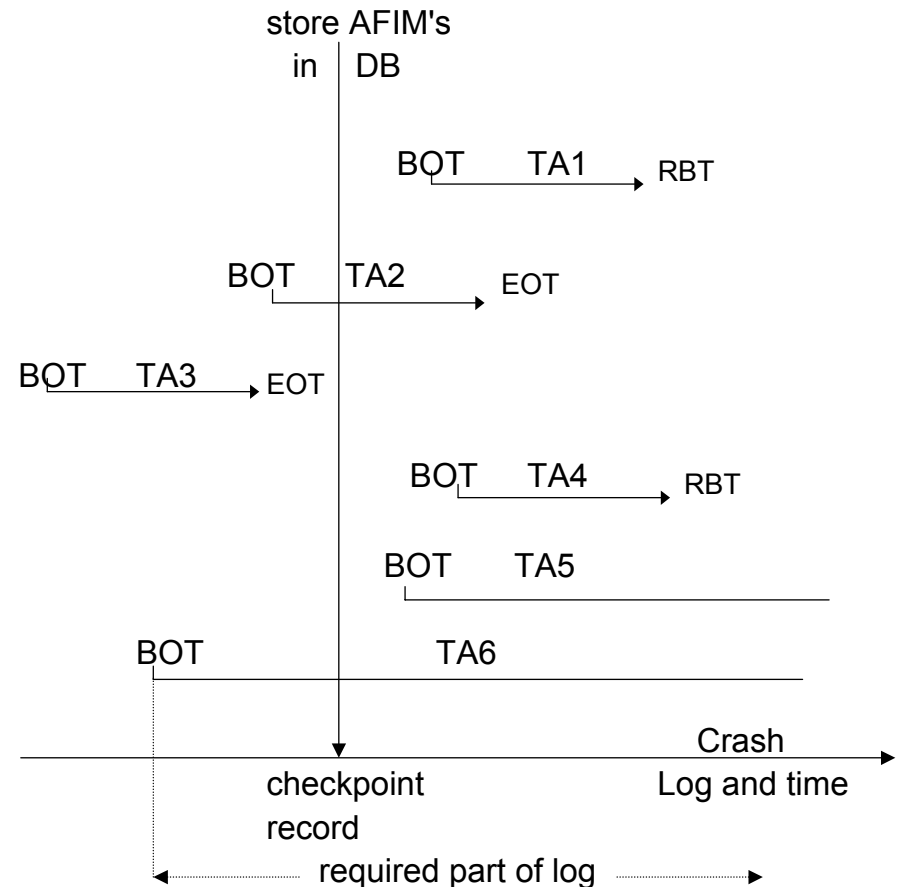 store AFIM's
in DB
BOT TA1 RBT
BOT TA2 EOT
BOT TA3 EOT
BOT TA4 RBT
BOT TA5
BOT TA6
Crash
checkpoint Log and time
record
required part of log